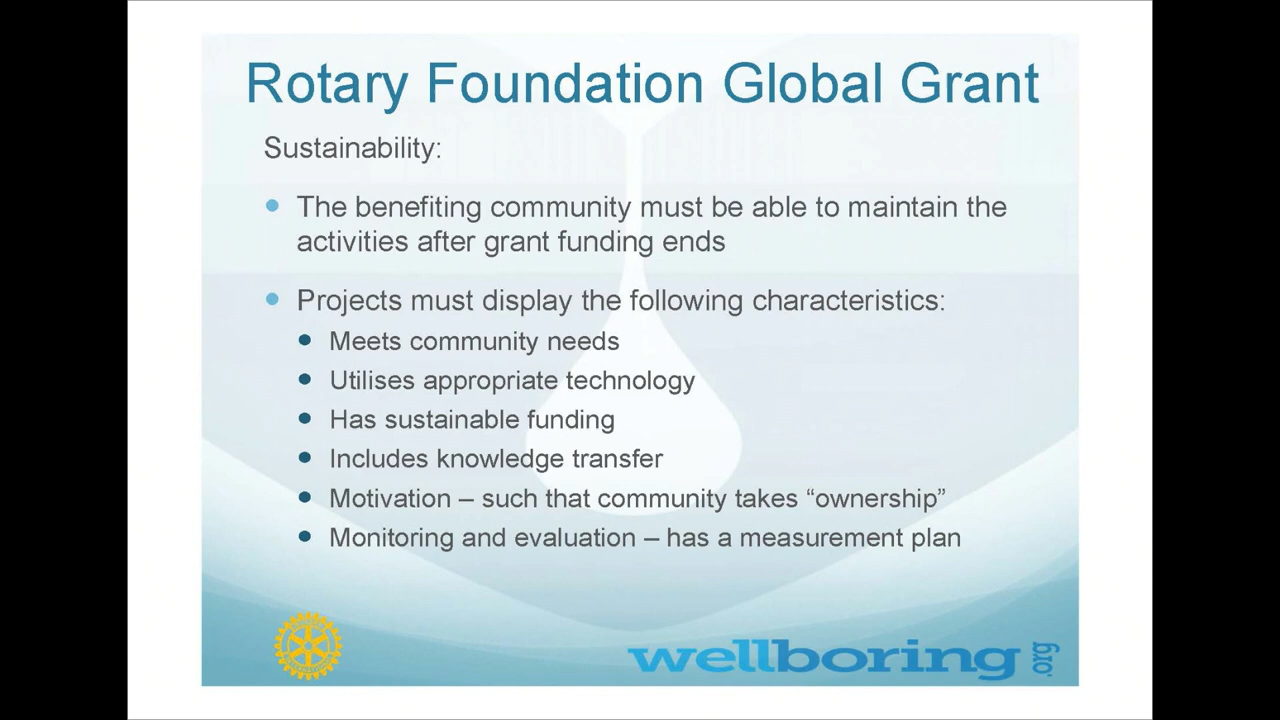 Rotary Foundation Global Grant
Sustainability:
The benefiting community must be able to maintain the
activities after grant funding ends
Projects must display the following characteristics:
Meets community needs
Utilises appropriate technology
Has sustainable funding
Includes knowledge transfer
Motivation – such that community takes “ownership”
Monitoring and evaluation – has a measurement plan
wellboring.org